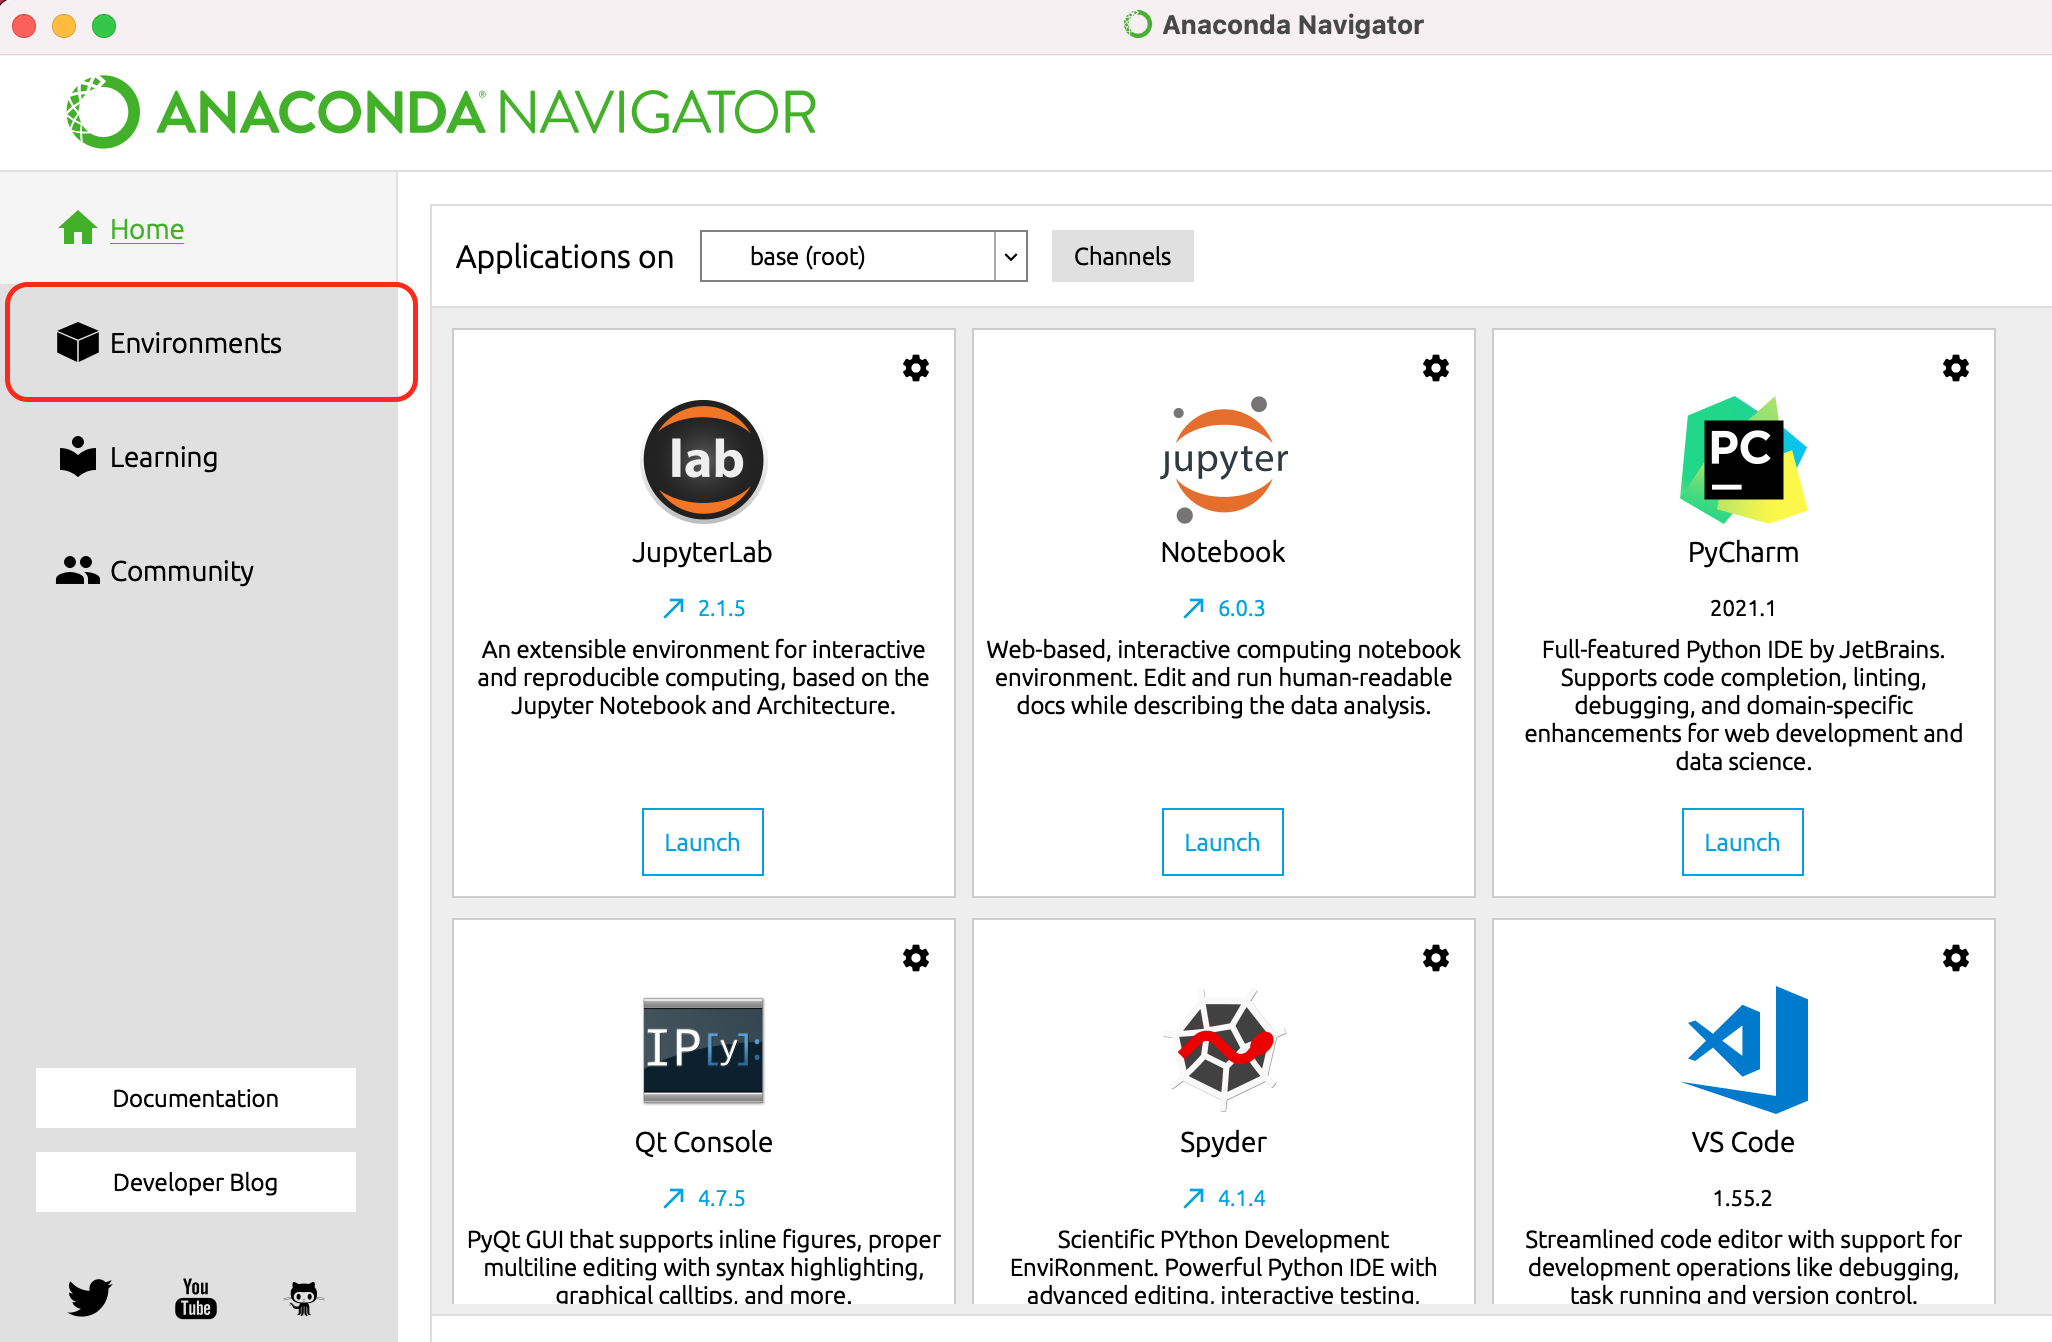 Anaconda Navigator
ANACONDA® NAVIGATOR
Home
Environments
Learning
Community
Documentation
Developer Blog
You
Tube
Applications on
base (root)
Channels
lab
JupyterLab
2.1.5
An extensible environment for interactive
and reproducible computing, based on the
Jupyter Notebook and Architecture.
Launch
jupyter
Notebook
6.0.3
Web-based, interactive computing notebook
environment. Edit and run human-readable
docs while describing the data analysis.
Launch
PC
PyCharm
2021.1
Full-featured Python IDE by JetBrains.
Supports code completion, linting,
debugging, and domain-specific
enhancements for web development and
data science.
Launch
IP[y]:
Qt Console
4.7.5
PyQt GUI that supports inline figures, proper
multiline editing with syntax highlighting,
graphical calltips, and more.
Spyder
4.1.4
Scientific PYthon Development
EnviRonment. Powerful Python IDE with
advanced editing, interactive testing,
VS Code
1.55.2
Streamlined code editor with support for
development operations like debugging,
task running and version control.